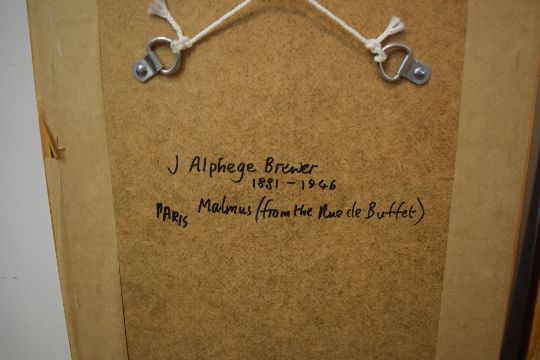 J Alphege Brewer
1881 - 1946
PARIS Malmus (from the Rue de Buffet)